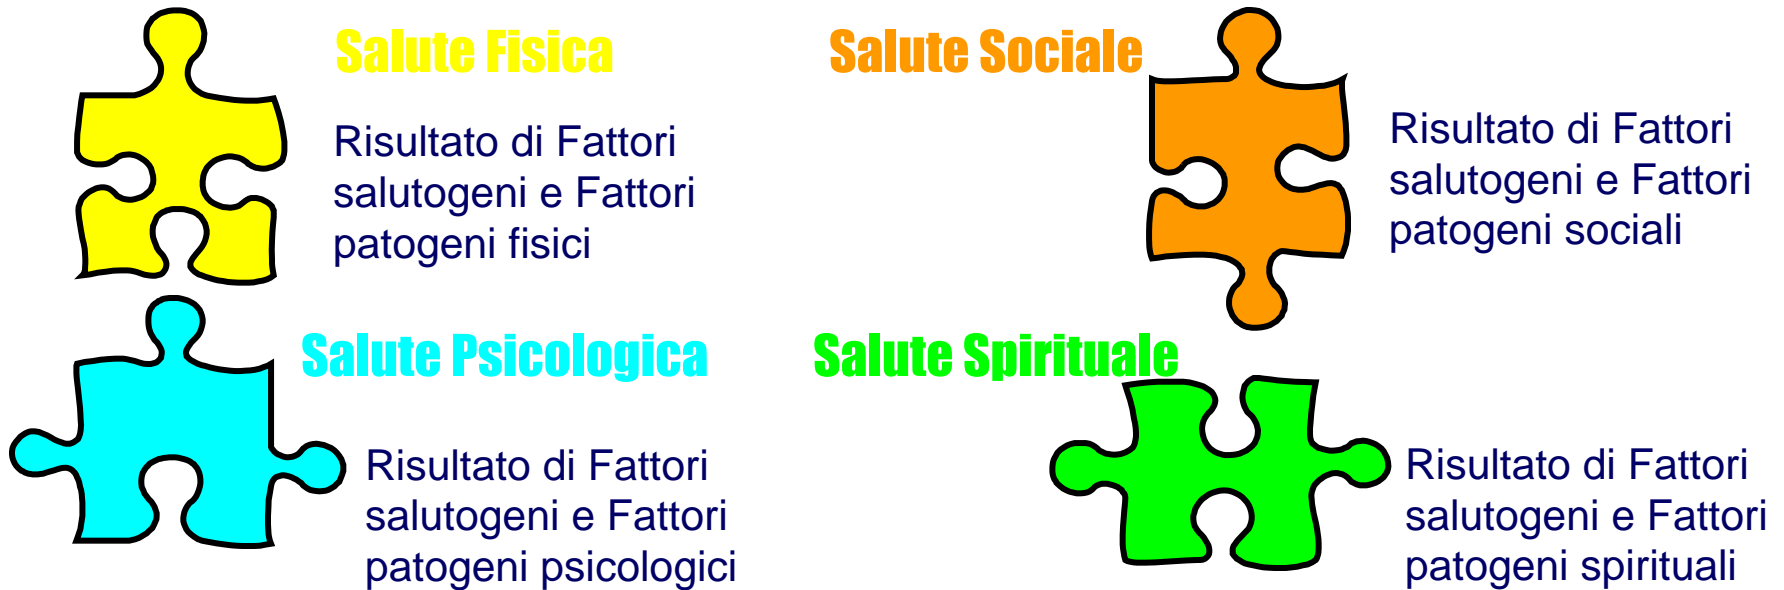 Salute Fisica
Risultato di Fattori
salutogeni e Fattori
patogeni fisici
Salute Sociale
Risultato di Fattori
salutogeni e Fattori
patogeni sociali
Salute Psicologica
Risultato di Fattori
salutogeni e Fattori
patogeni psicologici
Salute Spirituale
Risultato di Fattori
salutogeni e Fattori
patogeni spirituali